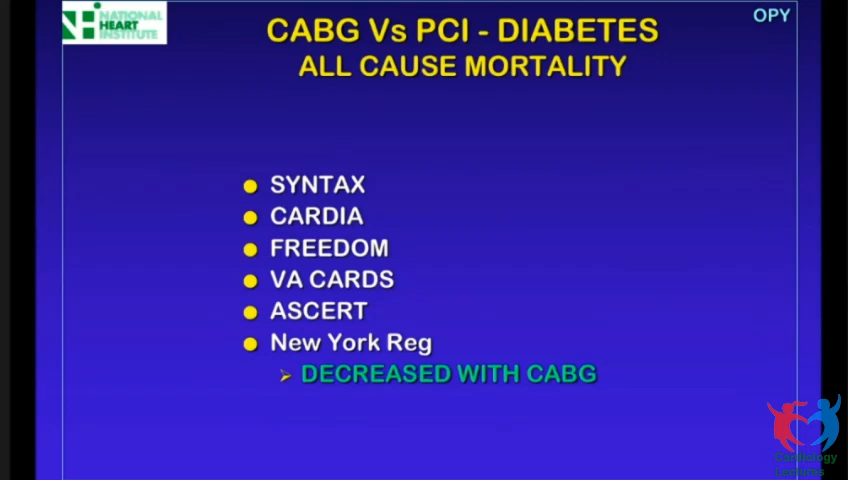 NATIONAL
HEART
INSTITUTE
OPY
CABG Vs PCI - DIABETES
ALL CAUSE MORTALITY
SYNTAX
CARDIA
FREEDOM
VA CARDS
ASCERT
New York Reg
DECREASED WITH CABG
Cardiology
Lectures